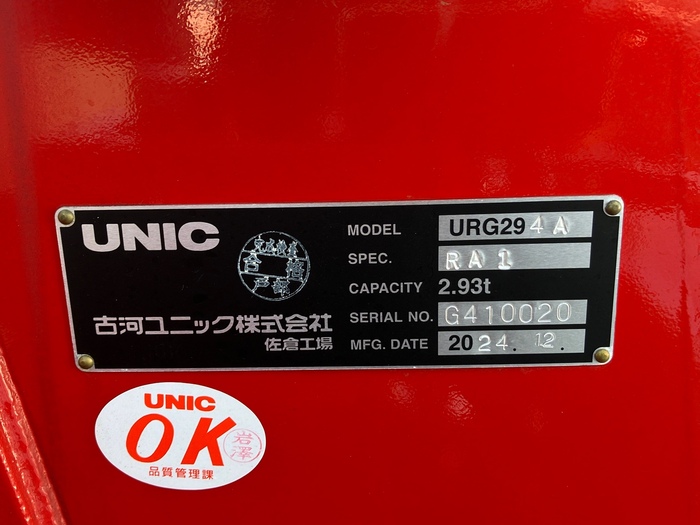 UNIC
MODEL URG294A
SPEC. RA1
CAPACITY 2.93t
SERIAL NO. G410020
MFG. DATE 2024.12.
古河ユニック株式会社
佐倉工場
UNIC
OK
岩澤
品質管理課